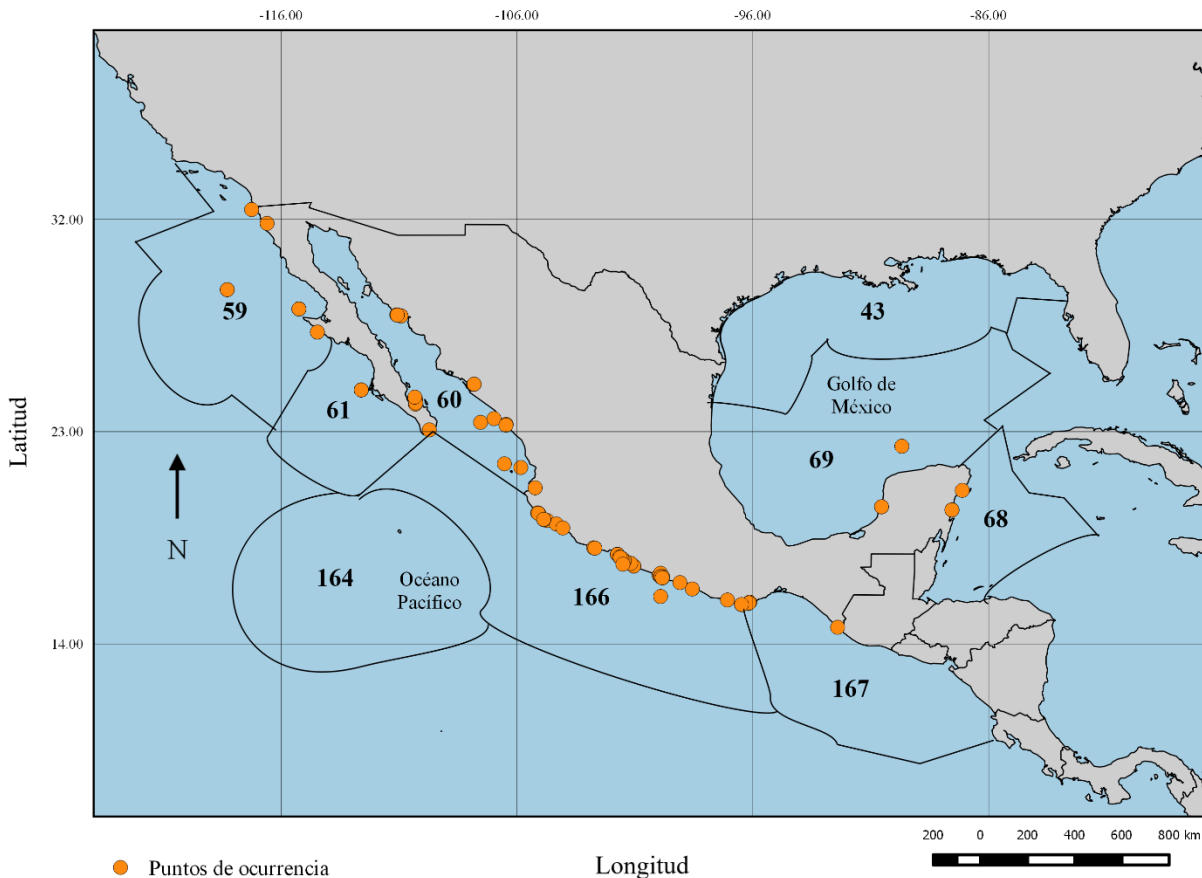 -116.00 -106.00 -96.00 -86.00
32.00
43
59
Golfo de
México
60
61
23.00
69
68
164
Océano
Pacífico
166
14.00
167
Latitud
N
200 0 200 400 600 800 km
Puntos de ocurrencia
Longitud